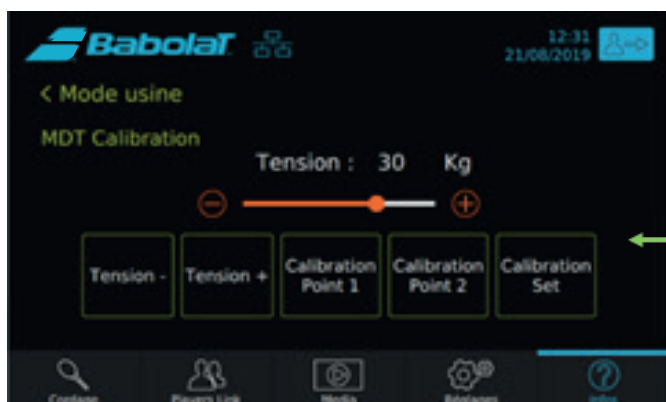 Babolat 12:31
21/08/2019
< Mode usine
MDT Calibration
Tension : 30 Kg
Tension -
Tension +
Calibration
Point 1
Calibration
Point 2
Calibration
Set
Cordage
Players Link
Media
Réglages
Infos